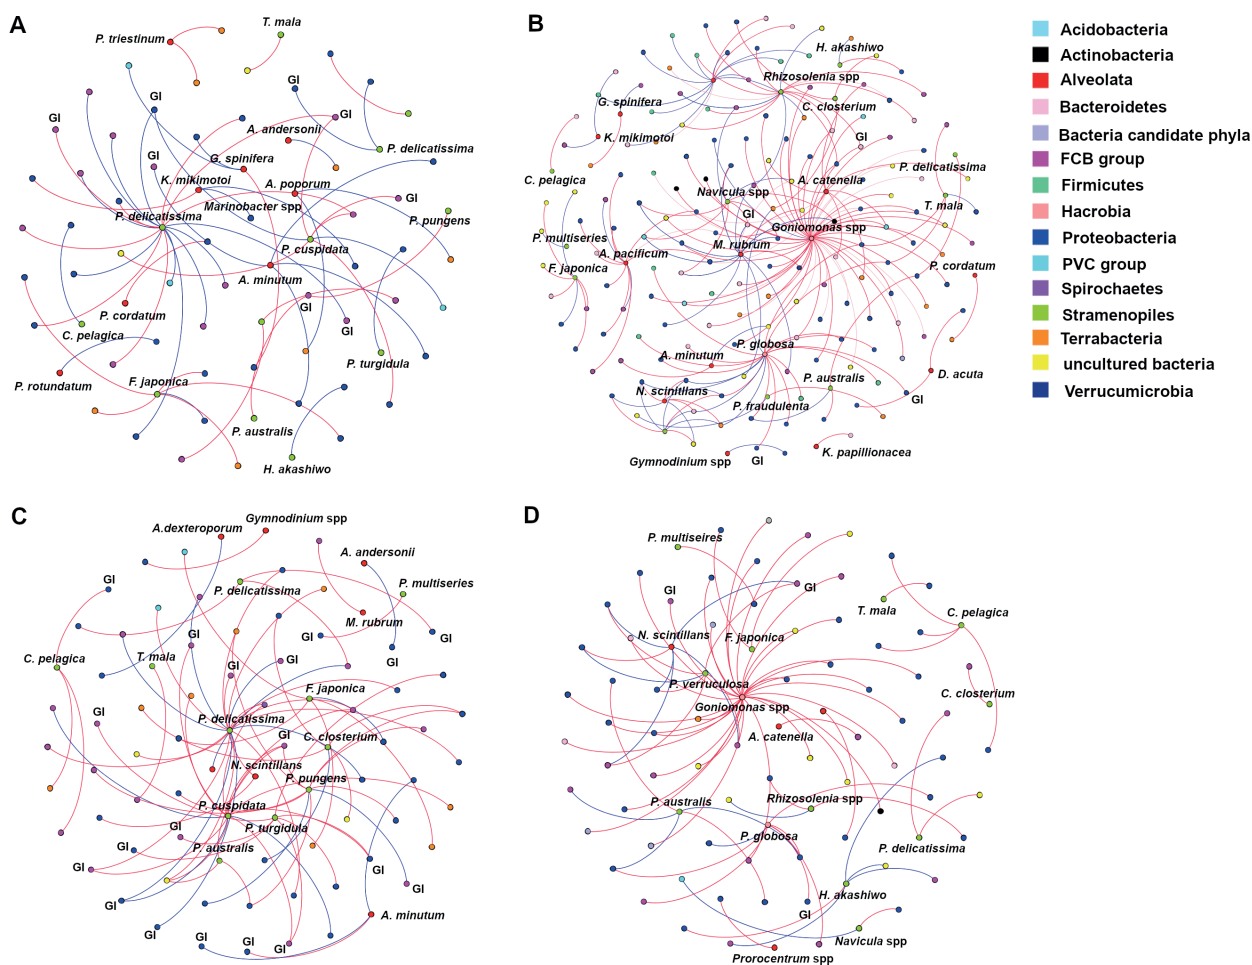 A
P. triestinum
T. mala
GI
GI
GI
GI
A. andersonii
P. delicatissima
GI
G. spinifera
K. mikimotoi
A. poporum
GI
Marinobacter spp
P. delicatissima
P. pungens
P. cuspidata
A. minutum
GI
GI
P. cordatum
C. pelagica
P. turgidula
P. rotundatum
F. japonica
P. australis
H. akashiwo
B
H. akashiwo
Rhizosolenia spp
G. spinifera
C. closterium
K. mikimotoi
GI
P. delicatissima
C. pelagica
A. catenella
Navicula spp
T. mala
GI
Goniomonas spp
P. multiseries
M. rubrum
A. pacificum
P. cordatum
F. japonica
P. globosa
A. minutum
D. acuta
N. scintillans
P. australis
GI
P. fraudulenta
K. papillionacea
Gymnodinium spp
GI
Acidobacteria
Actinobacteria
Alveolata
Bacteroidetes
Bacteria candidate phyla
FCB group
Firmicutes
Hacrobia
Proteobacteria
PVC group
Spirochaetes
Stramenopiles
Terrabacteria
uncultured bacteria
Verrucumicrobia
C
Gymnodinium spp
A.dexteroporum
A. andersonii
GI
P. delicatissima
P. multiseries
M. rubrum
GI
GI
GI
GI
C. pelagica
T. mala
GI
GI
F. japonica
GI
P. delicatissima
GI
C. closterium
N. scintillans
P. pungens
P. cuspidata
GI
P. turgidula
GI
P. australis
GI
GI
GI
GI
A. minutum
GI
GI
GI
GI
D
P. multiseires
GI
GI
T. mala
C. pelagica
N. scintillans
F. japonica
P. verruculosa
C. closterium
Goniomonas spp
A. catenella
P. australis
Rhizosolenia spp
P. globosa
P. delicatissima
H. akashiwo
GI
Navicula spp
Prorocentrum spp